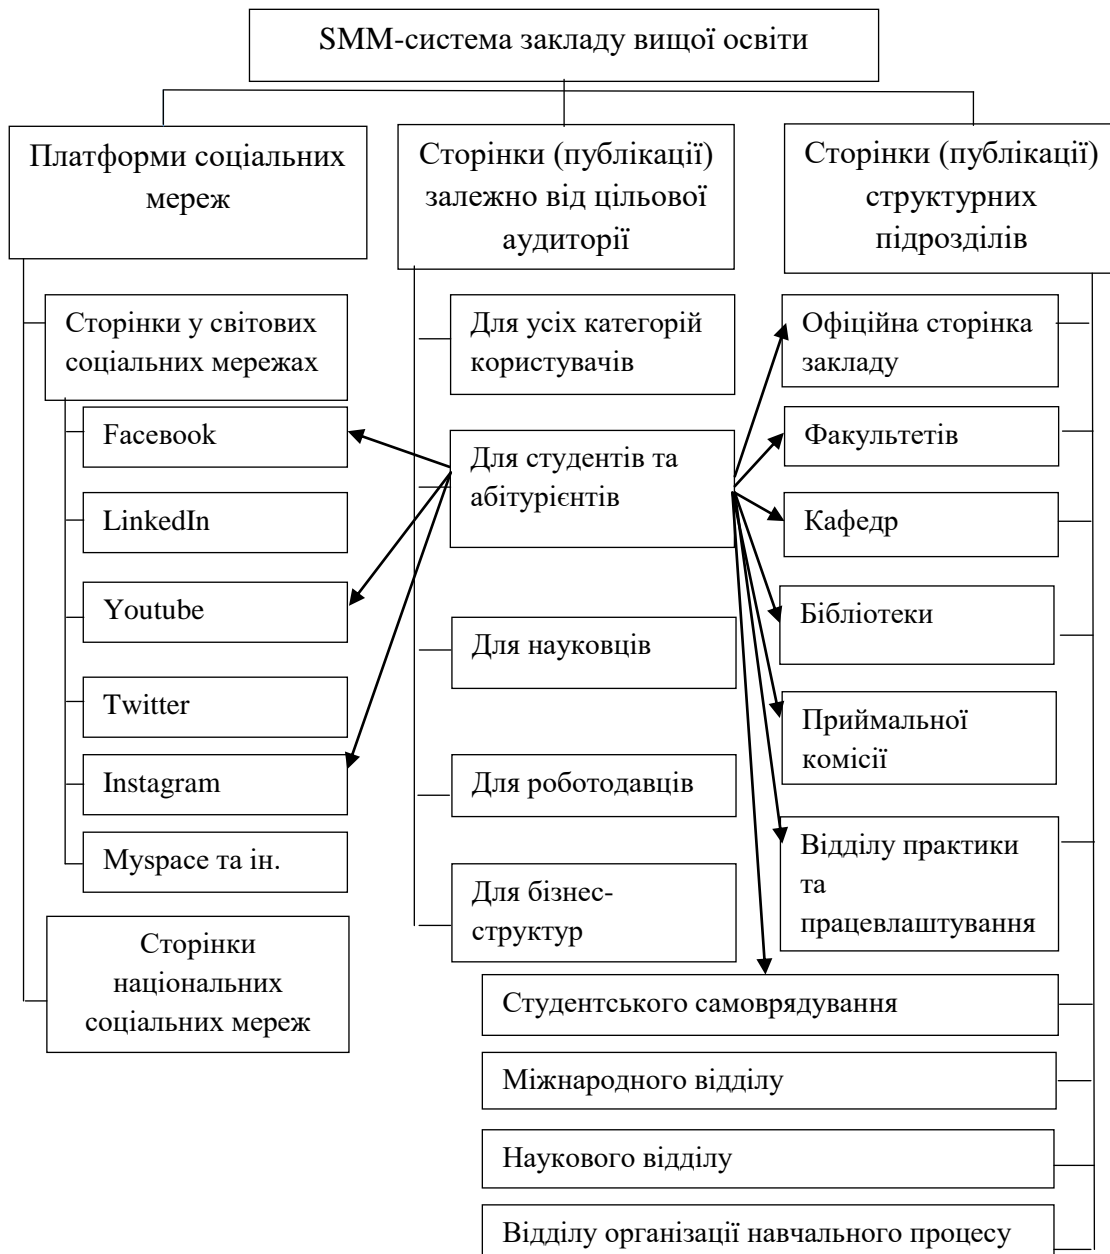 SMM-система закладу вищої освіти
Платформи соціальних
мереж
Сторінки (публікації)
залежно від цільової
аудиторії
Сторінки (публікації)
структурних
підрозділів
Сторінки у світових
соціальних мережах
Facebook
LinkedIn
Youtube
Twitter
Instagram
Myspace та ін.
Сторінки
національних
соціальних мереж
Для усіх категорій
користувачів
Для студентів та
абітурієнтів
Для науковців
Для роботодавців
Для бізнес-
структур
Офіційна сторінка
закладу
Факультетів
Кафедр
Бібліотеки
Приймальної
комісії
Відділу практики
та
працевлаштування
Студентського самоврядування
Міжнародного відділу
Наукового відділу
Відділу організації навчального процесу